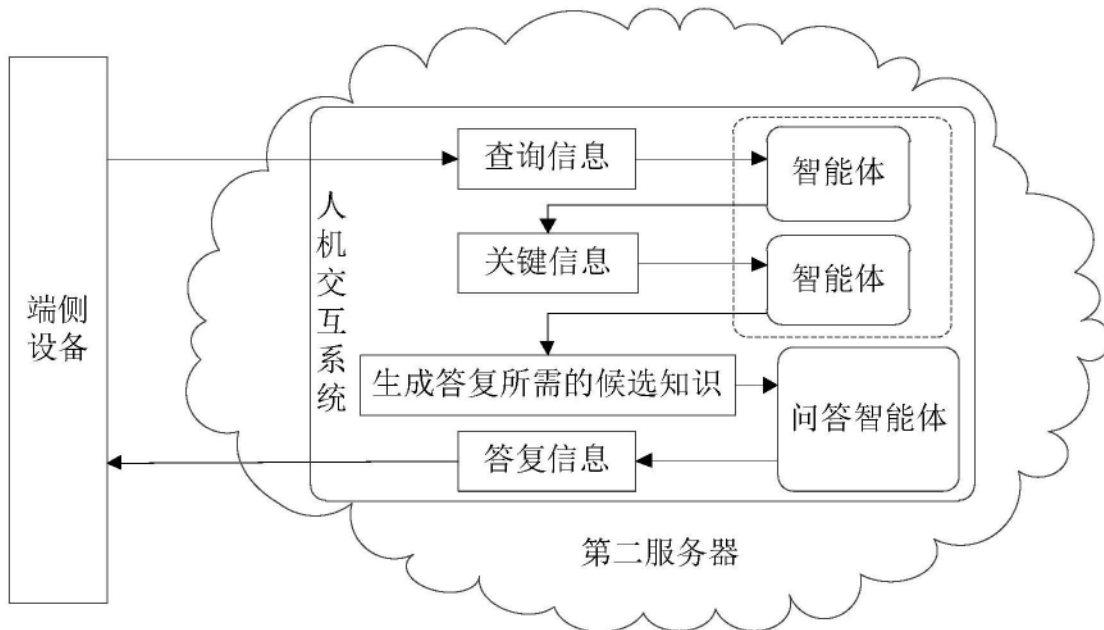 端侧
设备
人机交互系统
查询信息
智能体
关键信息
智能体
生成答复所需的候选知识
问答智能体
答复信息
第二服务器